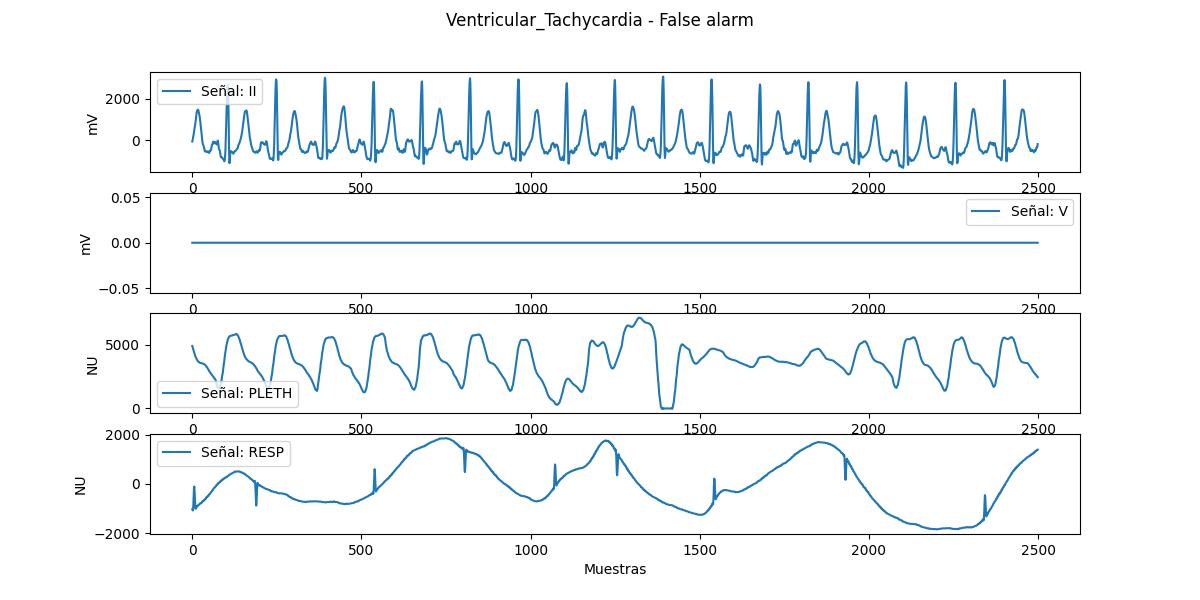 Ventricular_Tachycardia - False alarm
Señal: II
2000
0
mV
0 500 1000 1500 2000 2500
0.05
0.00
−0.05
mV
Señal: V
0 500 1000 1500 2000 2500
5000
0
NU
Señal: PLETH
0 500 1000 1500 2000 2500
2000
0
−2000
NU
Señal: RESP
0 500 1000 1500 2000 2500
Muestras